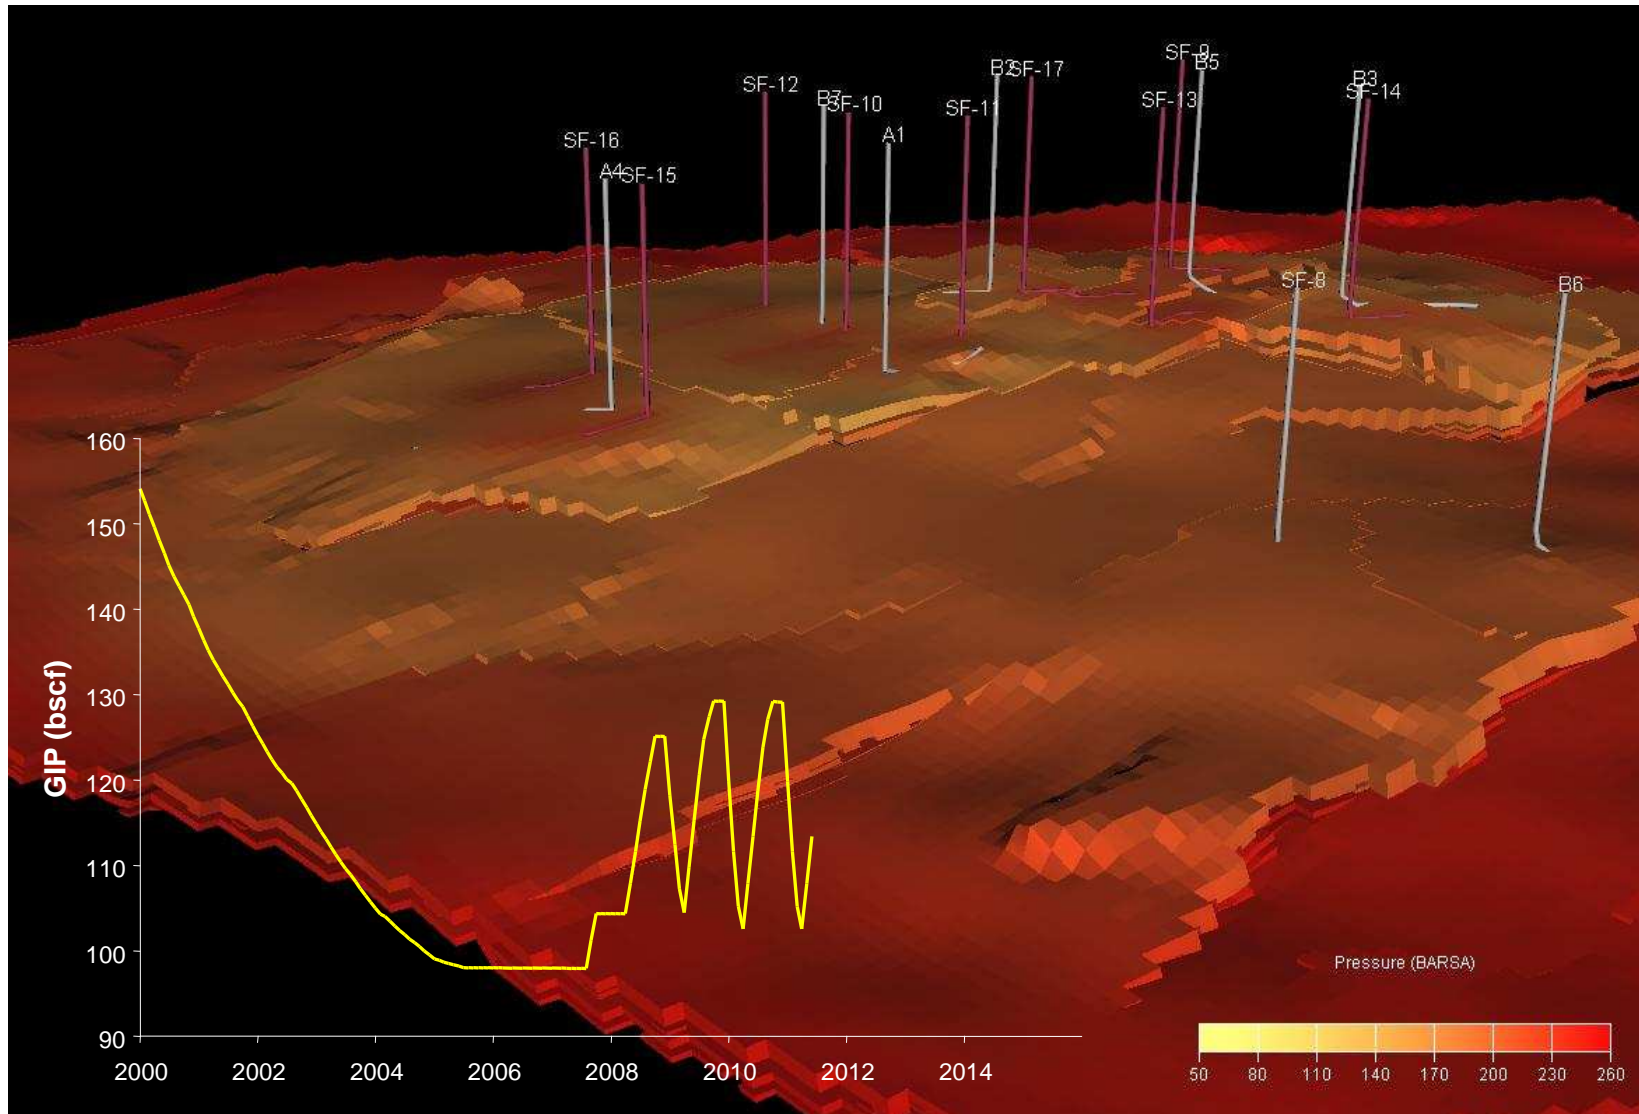 SF-9
B5
B2
SF-17
B3
SF-14
SF-12
B7
SF-10
SF-11
SF-13
A1
SF-16
A4
SF-15
SF-8
B6
160
150
140
130
120
110
100
90
GIP (bscf)
2000 2002 2004 2006 2008 2010 2012 2014
Pressure (BARSA)
50 80 110 140 170 200 230 260